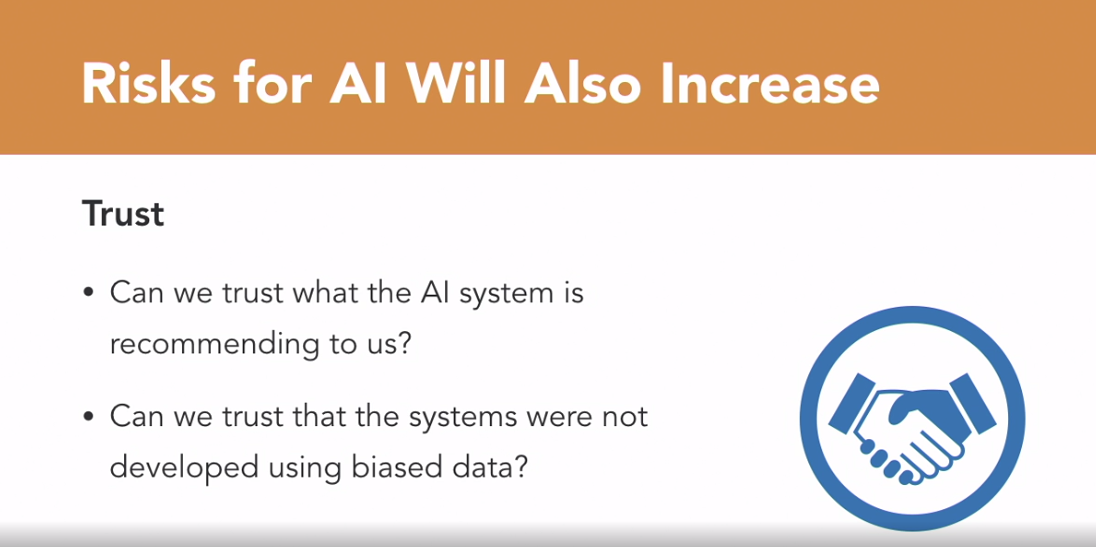 Risks for AI Will Also Increase
Trust
• Can we trust what the AI system is
recommending to us?
• Can we trust that the systems were not
developed using biased data?